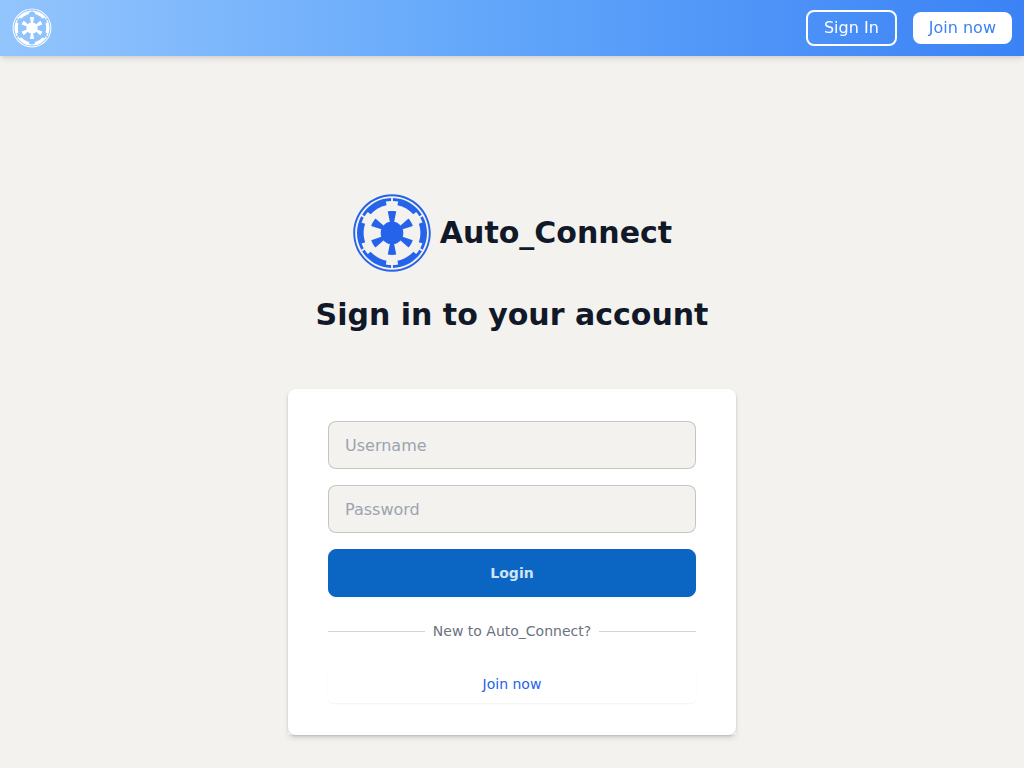 Sign In
Join now
Auto_Connect
Sign in to your account
Username
Password
Login
New to Auto_Connect?
Join now